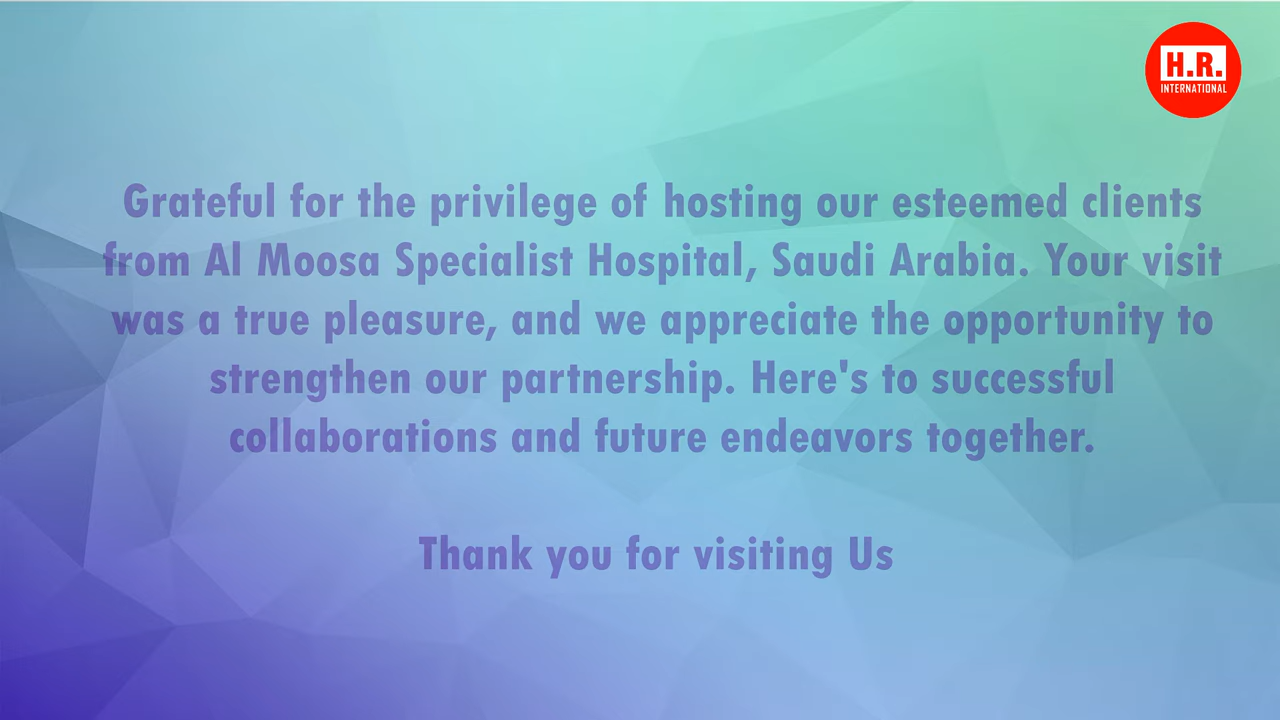 H.R.
INTERNATIONAL
Grateful for the privilege of hosting our esteemed clients
from Al Moosa Specialist Hospital, Saudi Arabia. Your visit
was a true pleasure, and we appreciate the opportunity to
strengthen our partnership. Here's to successful
collaborations and future endeavors together.
Thank you for visiting Us